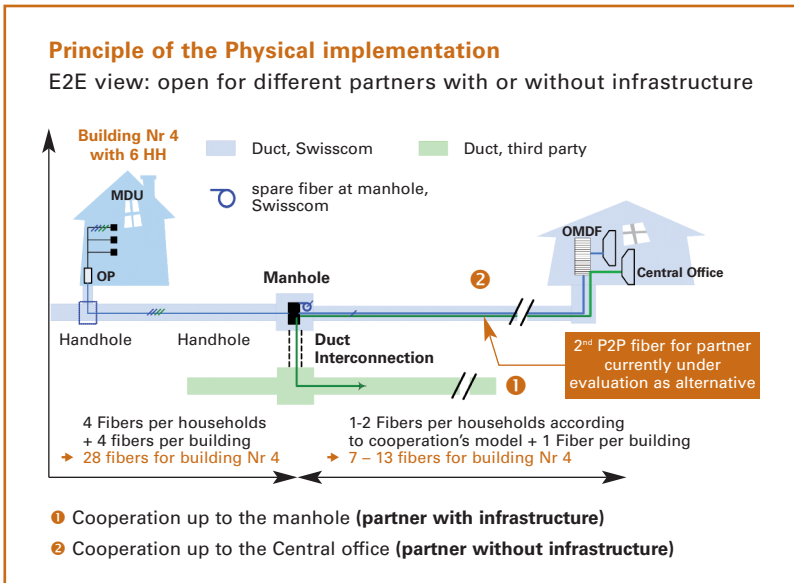 Principle of the Physical implementation
E2E view: open for different partners with or without infrastructure
Building Nr 4
with 6 HH
Duct, Swisscom
Duct, third party
spare fiber at manhole,
Swisscom
MDU
OP
OMDF
Central Office
Manhole
2
Handhole
Handhole
Duct
Interconnection
2nd P2P fiber for partner
currently under
evaluation as alternative
1
4 Fibers per households
+ 4 fibers per building
28 fibers for building Nr 4
1-2 Fibers per households according
to cooperation's model + 1 Fiber per building
7 – 13 fibers for building Nr 4
1 Cooperation up to the manhole (partner with infrastructure)
2 Cooperation up to the Central office (partner without infrastructure)